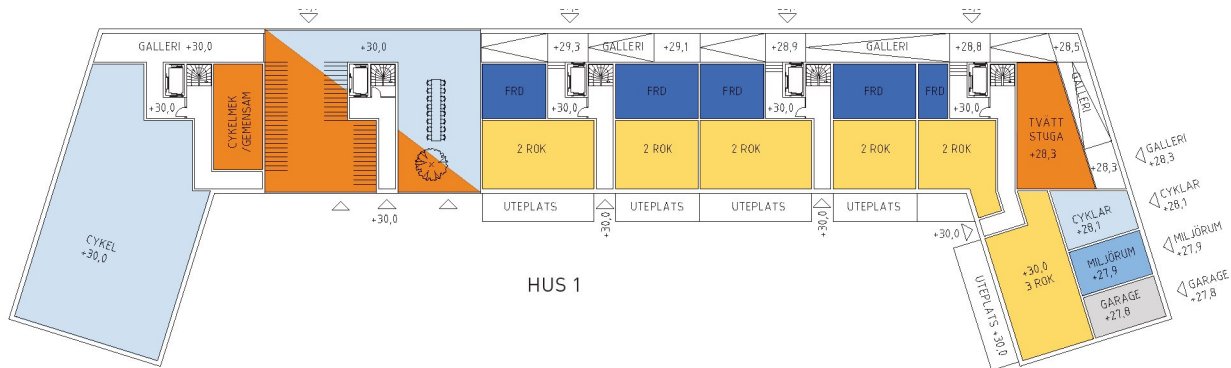 GALLERI +30,0
+30,0
+29,3
GALLERI
+29,1
+28,9
GALLERI
+28,8
+28,5
GALLERI
+30,0
CYKELMEK
/GEMENSAM
+30,0
FRD
+30,0
FRD
FRD
+30,0
FRD
FRD
+30,0
TVÄTT
STUGA
+28,3
+28,3
GALLERI
+28,3
2 ROK
2 ROK
2 ROK
2 ROK
2 ROK
CYKEL
+30,0
+30,0
UTEPLATS
+30,0
UTEPLATS
UTEPLATS
+30,0
UTEPLATS
+30,0
CYKLAR
+28,1
CYKLAR
+28,1
MILJÖRUM
+27,9
MILJÖRUM
+27,9
+30,0
3 ROK
GARAGE
+27,8
GARAGE
+27,8
UTEPLATS +30,0
HUS 1